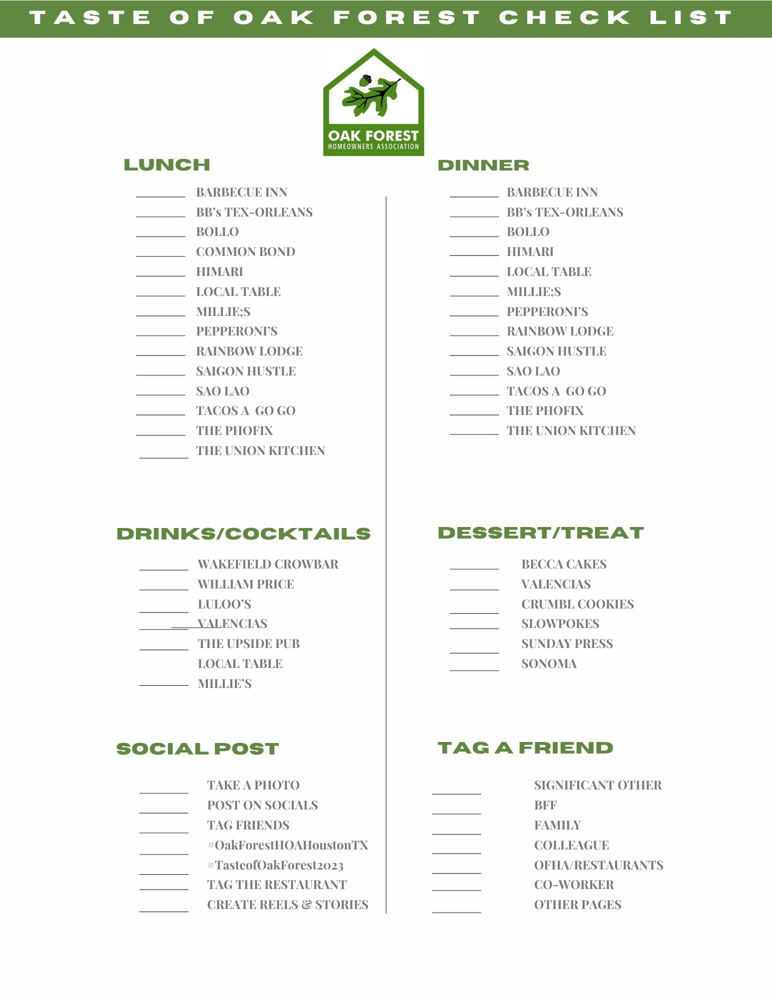 TASTE OF OAK FOREST CHECK LIST
OAK FOREST
HOMEOWNERS ASSOCIATION
LUNCH
BARBECUE INN
BB’s TEX-ORLEANS
BOLLO
COMMON BOND
HIMARI
LOCAL TABLE
MILLIE;S
PEPPERONI’S
RAINBOW LODGE
SAIGON HUSTLE
SAO LAO
TACOS A  GO GO
THE PHOFIX
THE UNION KITCHEN
DINNER
BARBECUE INN
BB’s TEX-ORLEANS
BOLLO
HIMARI
LOCAL TABLE
MILLIE;S
PEPPERONI’S
RAINBOW LODGE
SAIGON HUSTLE
SAO LAO
TACOS A  GO GO
THE PHOFIX
THE UNION KITCHEN
DRINKS/COCKTAILS
WAKEFIELD CROWBAR
WILLIAM PRICE
LULOO’S
VALENCIAS
THE UPSIDE PUB
LOCAL TABLE
MILLIE’S
DESSERT/TREAT
BECCA CAKES
VALENCIAS
CRUMBL COOKIES
SLOWPOKES
SUNDAY PRESS
SONOMA
SOCIAL POST
TAKE A PHOTO
POST ON SOCIALS
TAG FRIENDS
#OakForestHOAHoustonTX
#TasteofOakForest2023
TAG THE RESTAURANT
CREATE REELS & STORIES
TAG A FRIEND
SIGNIFICANT OTHER
BFF
FAMILY
COLLEAGUE
OFHA/RESTAURANTS
CO-WORKER
OTHER PAGES